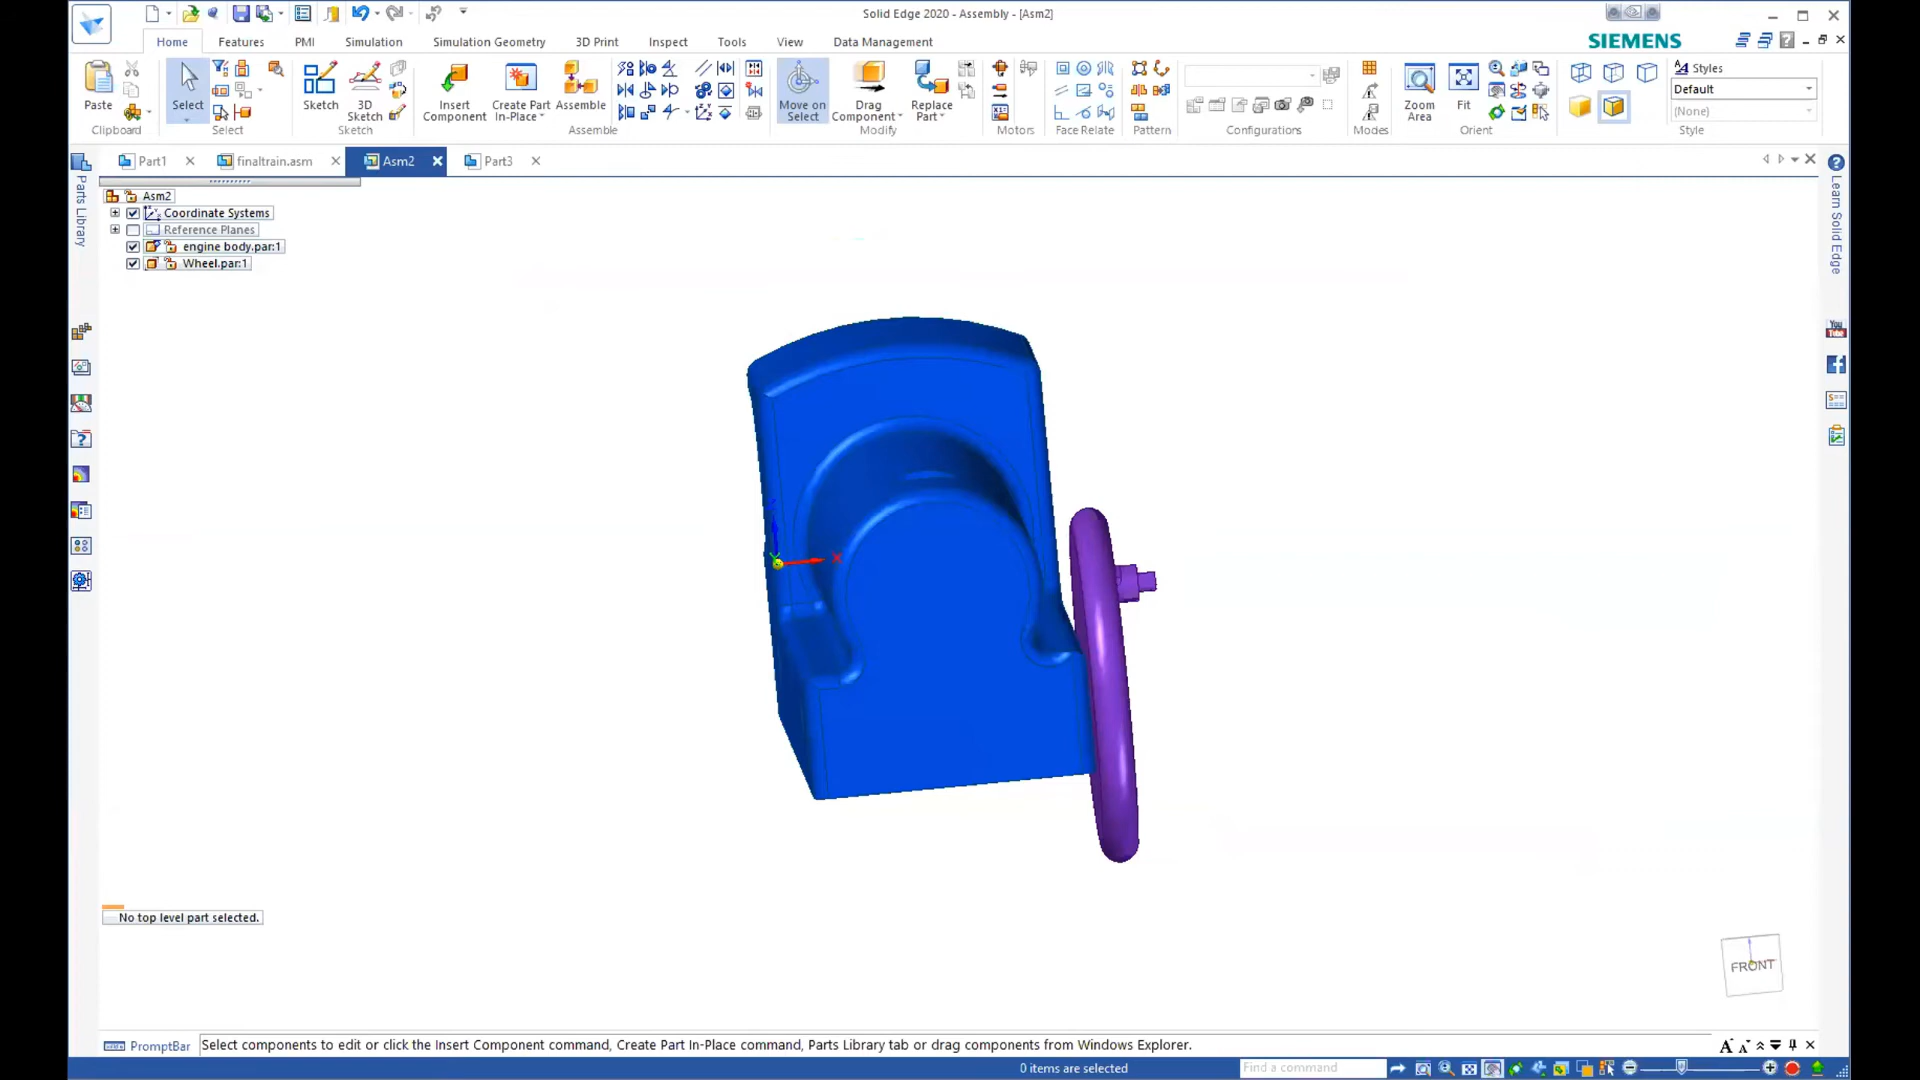 Solid Edge 2020 - Assembly - [Asm2]
Home Features PMI Simulation Simulation Geometry 3D Print Inspect Tools View Data Management
SIEMENS
Paste
Clipboard
Select
Select
Sketch
3D Sketch
Sketch
Insert Component
Create Part In-Place
Assemble
Assemble
Move on Select
Drag Component
Replace Part
Modify
Motors
Face Relate
Pattern
Configurations
Modes
Zoom Area
Fit
Orient
Styles
Default
(None)
Style
Part1 finaltrain.asm Asm2 Part3
Parts Library
Asm2
Coordinate Systems
Reference Planes
engine body.par:1
Wheel.par:1
Learn Solid Edge
X
No top level part selected.
FRONT
PromptBar Select components to edit or click the Insert Component command, Create Part In-Place command, Parts Library tab or drag components from Windows Explorer.
0 items are selected Find a command